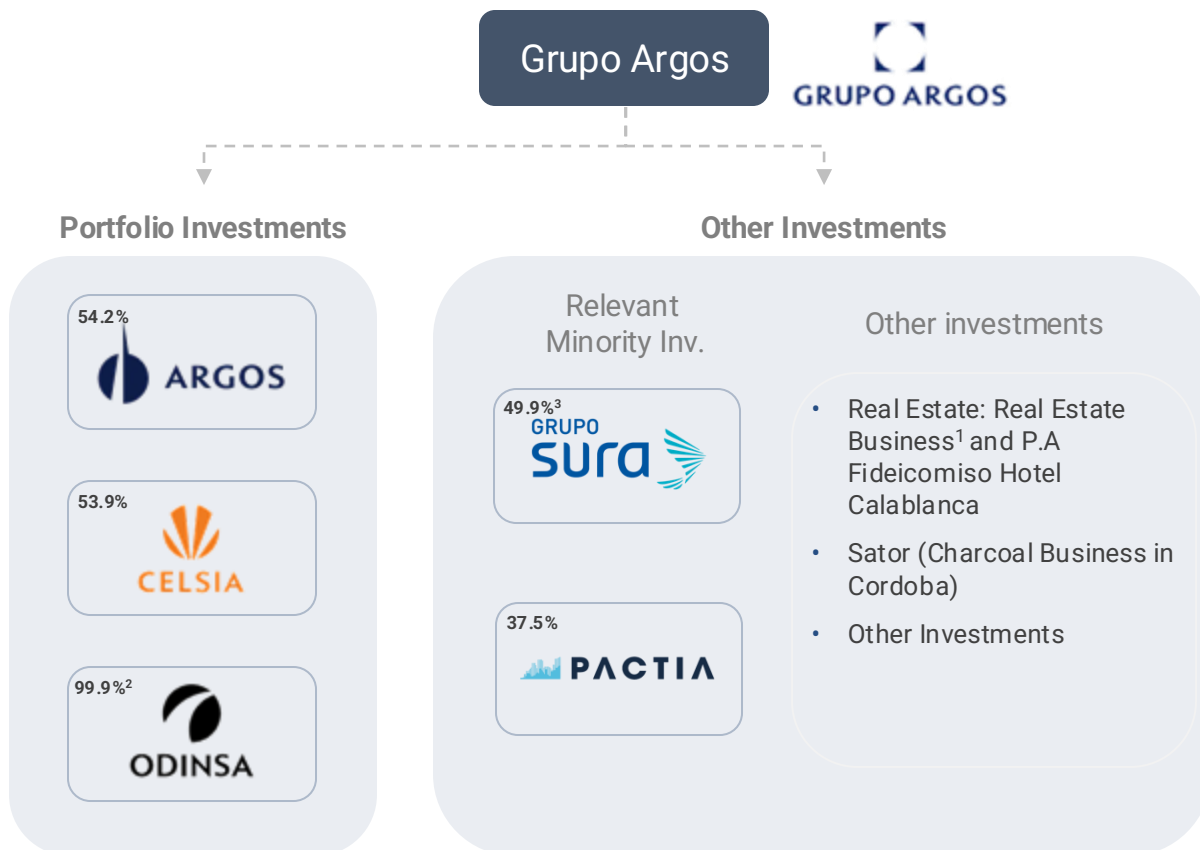 Grupo Argos
GRUPO ARGOS
Portfolio Investments
54.2%
ARGOS
53.9%
CELSIA
99.9%²
ODINSA
Other Investments
Relevant
Minority Inv.
49.9%³
GRUPO
sura
37.5%
PACTIA
Other investments
• Real Estate: Real Estate
Business¹ and P.A
Fideicomiso Hotel
Calablanca
• Sator (Charcoal Business in
Cordoba)
• Other Investments